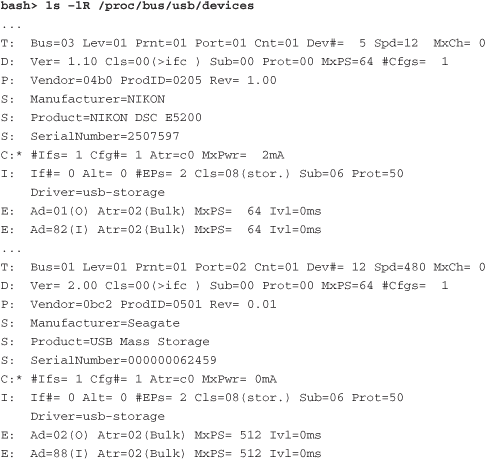 bash> ls -lR /proc/bus/usb/devices
...
T:  Bus=03 Lev=01 Prnt=01 Port=01 Cnt=01 Dev#=  5 Spd=12  MxCh= 0
D:  Ver= 1.10 Cls=00(>ifc ) Sub=00 Prot=00 MxPS=64 #Cfgs=  1
P:  Vendor=04b0 ProdID=0205 Rev= 1.00
S:  Manufacturer=NIKON
S:  Product=NIKON DSC E5200
S:  SerialNumber=2507597
C:* #Ifs= 1 Cfg#= 1 Atr=c0 MxPwr=  2mA
I:  If#= 0 Alt= 0 #EPs= 2 Cls=08(stor.) Sub=06 Prot=50
    Driver=usb-storage
E:  Ad=01(O) Atr=02(Bulk) MxPS=  64 Ivl=0ms
E:  Ad=82(I) Atr=02(Bulk) MxPS=  64 Ivl=0ms
...
T:  Bus=01 Lev=01 Prnt=01 Port=02 Cnt=01 Dev#= 12 Spd=480 MxCh= 0
D:  Ver= 2.00 Cls=00(>ifc ) Sub=00 Prot=00 MxPS=64 #Cfgs=  1
P:  Vendor=0bc2 ProdID=0501 Rev= 0.01
S:  Manufacturer=Seagate
S:  Product=USB Mass Storage
S:  SerialNumber=000000062459
C:* #Ifs= 1 Cfg#= 1 Atr=c0 MxPwr= 0mA
I:  If#= 0 Alt= 0 #EPs= 2 Cls=08(stor.) Sub=06 Prot=50
    Driver=usb-storage
E:  Ad=02(O) Atr=02(Bulk) MxPS= 512 Ivl=0ms
E:  Ad=88(I) Atr=02(Bulk) MxPS= 512 Ivl=0ms